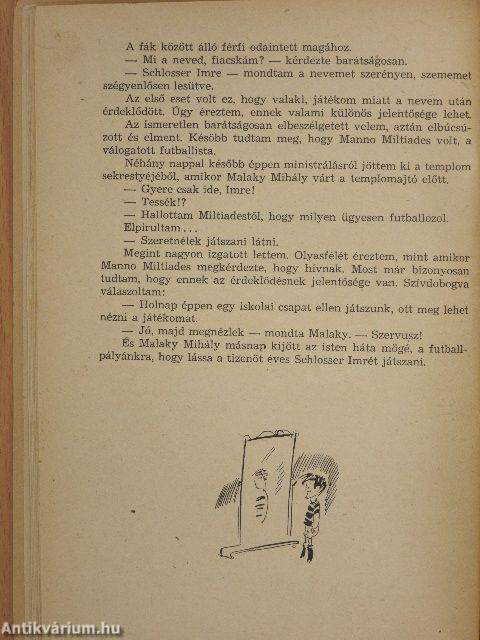 A fák között álló férfi odaintett magához.
— Mi a neved, fiacskám? — kérdezte barátságosan.
— Schlosser Imre — mondtam a nevemet szerényen, szememet
szégyenlősen lesütve.
Az első eset volt ez, hogy valaki, játékom miatt a nevem után
érdeklődött. Úgy éreztem, ennek valami különös jelentősége lehet.
Az ismeretlen barátságosan elbeszélgetett velem, aztán elbúcsú-
zott és elment. Később tudtam meg, hogy Manno Miltiades volt, a
válogatott futballista,
Néhány nappal később éppen ministrálásról jöttem ki a templom
sekrestyéjéből, amikor Malaky Mihály várt a templomajtó előtt.
— Gyere csak ide, Imre!
— Tessék!?
— Hallottam Miltiadestől, hogy milyen ügyesen futballozol.
Elpirultam...
— Szeretnélek játszani látni.
Megint nagyon izgatott lettem. Olyasfélét éreztem, mint amikor
Manno Miltiades megkérdezte, hogy hívnak. Most már bizonyosan
tudtam, hogy ennek az érdeklődésnek jelentősége van. Szívdobogva
válaszoltam:
— Holnap éppen egy iskolai csapat ellen játszunk, ott meg lehet
nézni a játékomat.
— Jó, majd megnézlek — mondta Malaky. — Szervusz!
És Malaky Mihály másnap kijött az isten háta mögé, a futball-
pályánkra, hogy lássa a tizenöt éves Schlosser Imrét játszani.
Antikvárium.hu